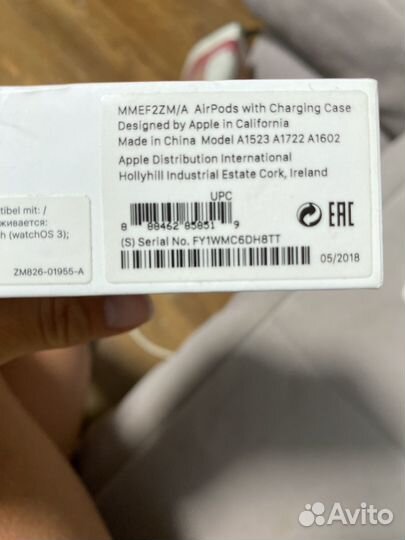 MMEF2ZM/A AirPods with Charging Case
Designed by Apple in California
Made in China Model A1523 A1722 A1602
Apple Distribution International
Hollyhill Industrial Estate Cork, Ireland
UPC
8 88462 85851 9
(S) Serial No. FY1WMC6DH8TT
EAC
05/2018
tibel mit: /
живается:
h (watchOS 3);
ZM826-01955-A
Avito